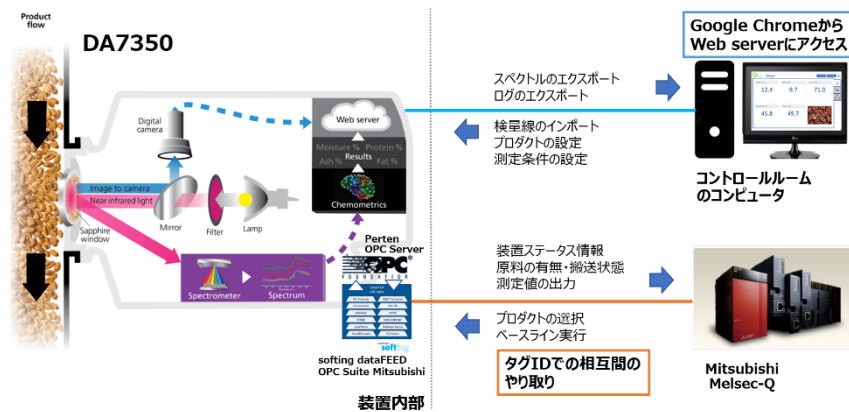 Product
flow
DA7350
Digital
camera
Web server
Moisture % Protein %
Results
Ash % Fat %
Chemometrics
Image to camera
Near infrared light
Mirror
Filter
Lamp
Sapphire
window
Spectrometer
Spectrum
Perten
OPC Server
OPC
FOUNDATION
softing
softing dataFEED
OPC Suite Mitsubishi
装置内部
スペクトルのエクスポート
ログのエクスポート
検量線のインポート
プロダクトの設定
測定条件の設定
Google Chromeから
Web serverにアクセス
12.4 9.7 71.0
45.8 49.7
コントロールルーム
のコンピュータ
装置ステータス情報
原料の有無・搬送状態
測定値の出力
プロダクトの選択
ベースライン実行
タグIDでの相互間の
やり取り
Mitsubishi
Melsec-Q